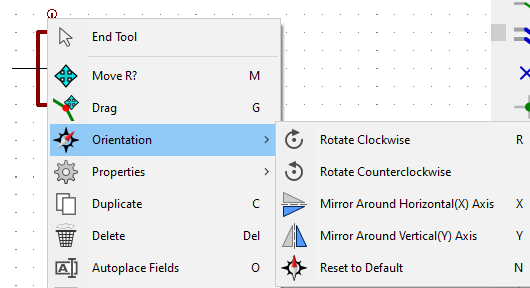 End Tool
Move R? M
Drag G
Orientation
Rotate Clockwise R
Properties
Rotate Counterclockwise
Duplicate C
Mirror Around Horizontal(X) Axis X
Delete Del
Mirror Around Vertical(Y) Axis Y
Autoplace Fields O
Reset to Default N